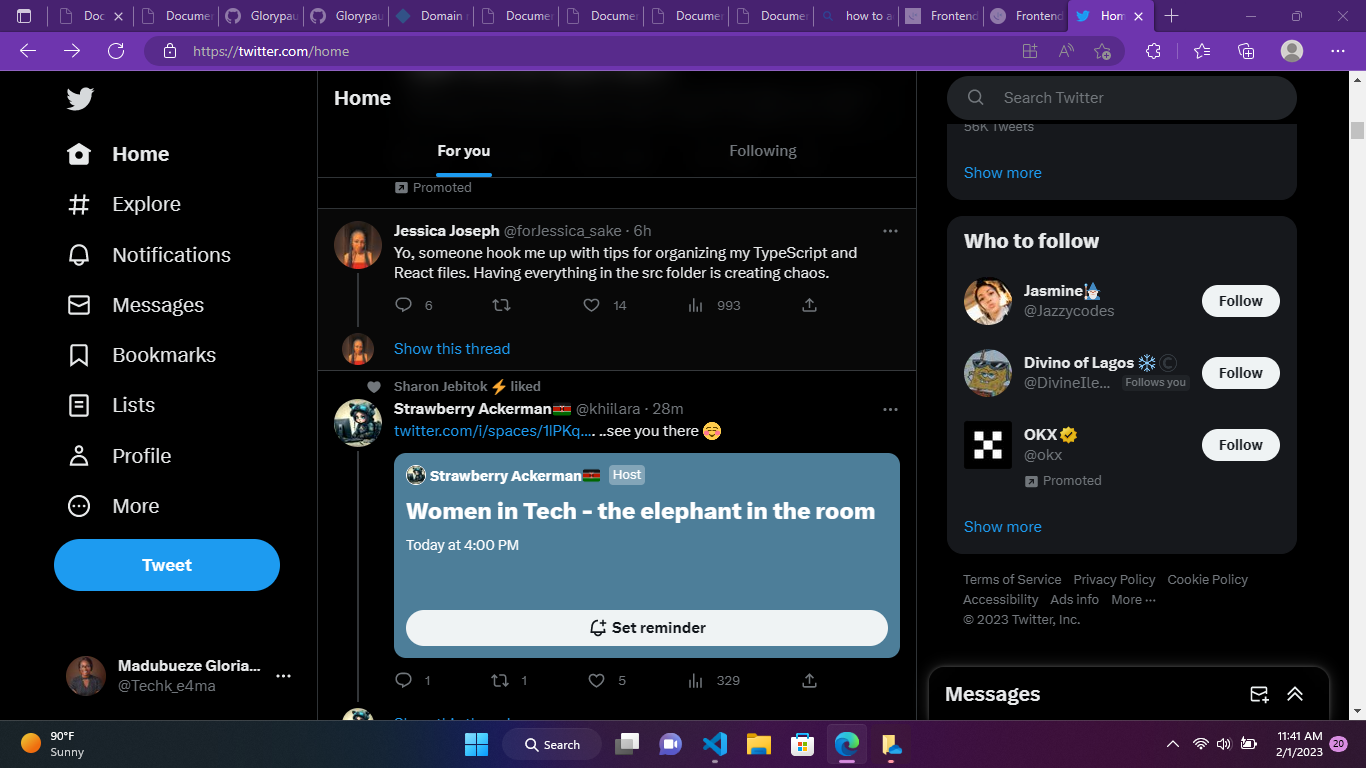 Doc
Documen
Glorypau
Glorypau
Domain n
Documen
Documen
Documen
Documen
how to a
Frontend
Frontend
Hom
https://twitter.com/home
Home
Explore
Notifications
Messages
Bookmarks
Lists
Profile
More
Tweet
Madubueze Gloria...
@Techk_e4ma
Home
For you
Following
Promoted
Jessica Joseph @forJessica_sake · 6h
Yo, someone hook me up with tips for organizing my TypeScript and
React files. Having everything in the src folder is creating chaos.
6
14
993
Show this thread
Sharon Jebitok ⚡ liked
Strawberry Ackerman🇰🇪 @khiilara · 28m
twitter.com/i/spaces/1lPKq.... ..see you there ☺️
Strawberry Ackerman🇰🇪 Host
Women in Tech - the elephant in the room
Today at 4:00 PM
Set reminder
1
1
5
329
Show this thread
Search Twitter
56K Tweets
Show more
Who to follow
Jasmine
@Jazzycodes
Follow
Divino of Lagos ❄️©
@DivineIle...
Follows you
Follow
OKX
@okx
Promoted
Follow
Show more
Terms of Service Privacy Policy Cookie Policy
Accessibility Ads info More ···
© 2023 Twitter, Inc.
Messages
90°F
Sunny
Search
11:41 AM
2/1/2023
20